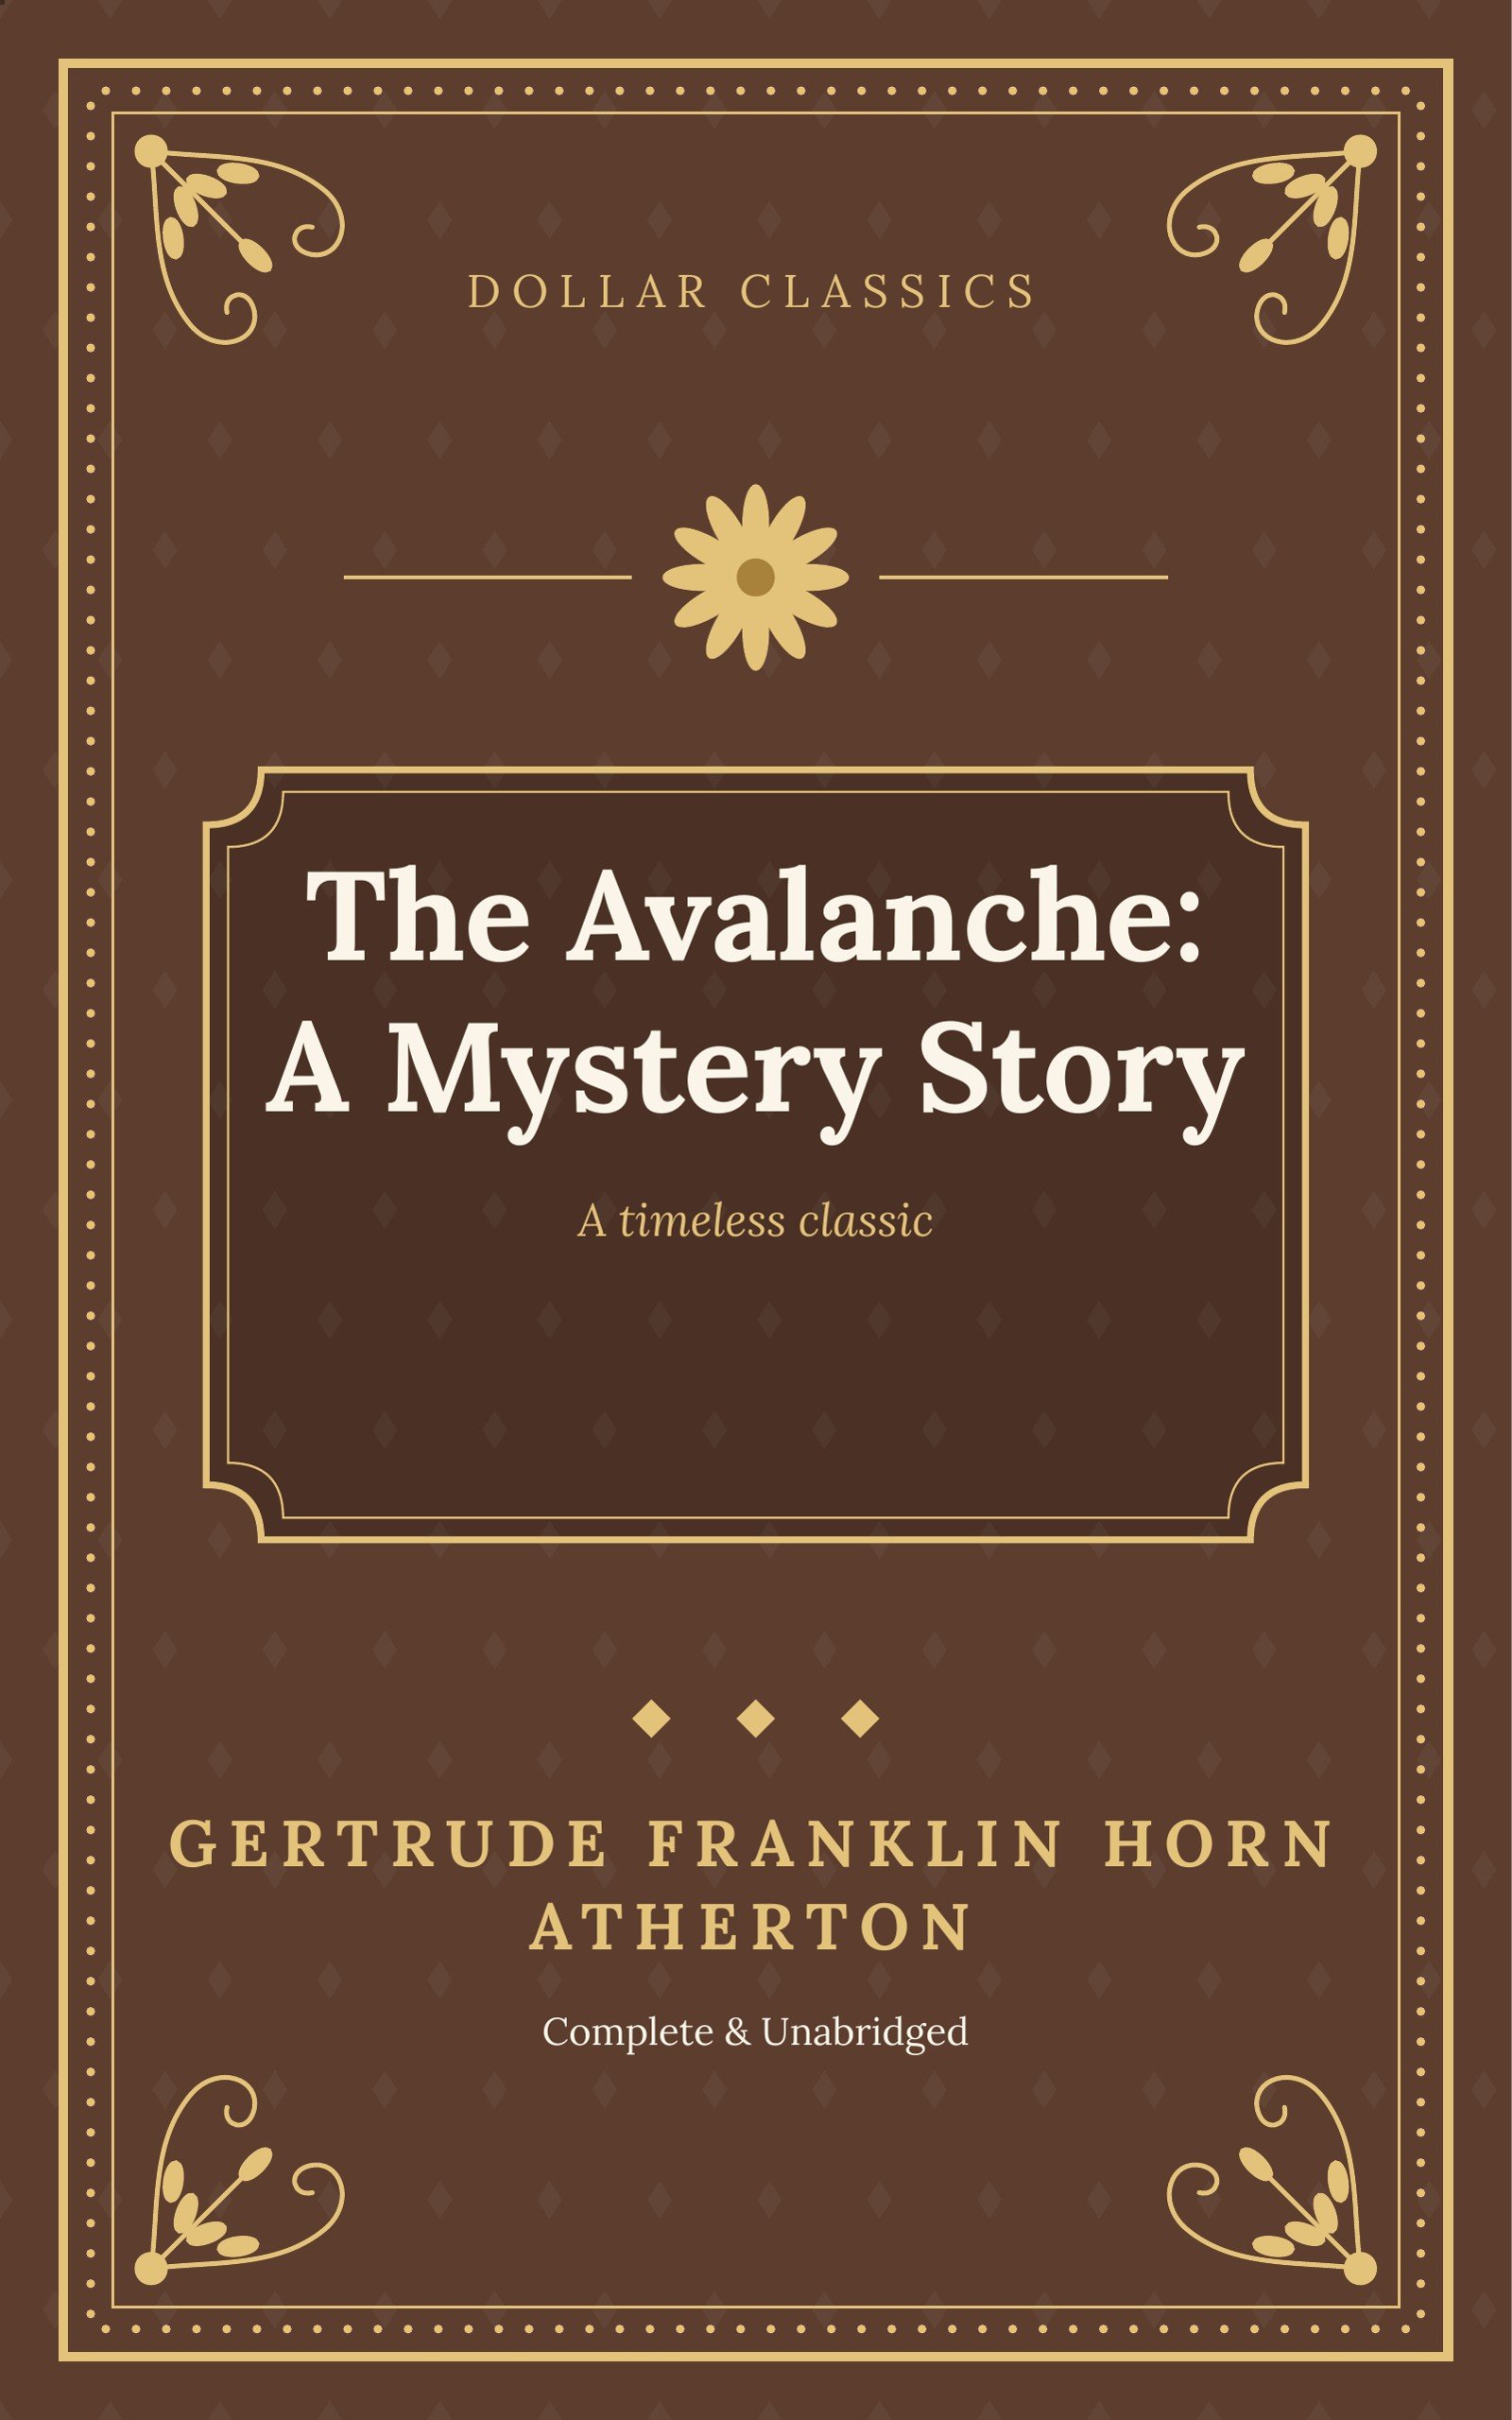 DOLLAR CLASSICS
The Avalanche:
A Mystery Story
A timeless classic
GERTRUDE FRANKLIN HORN
ATHERTON
Complete & Unabridged